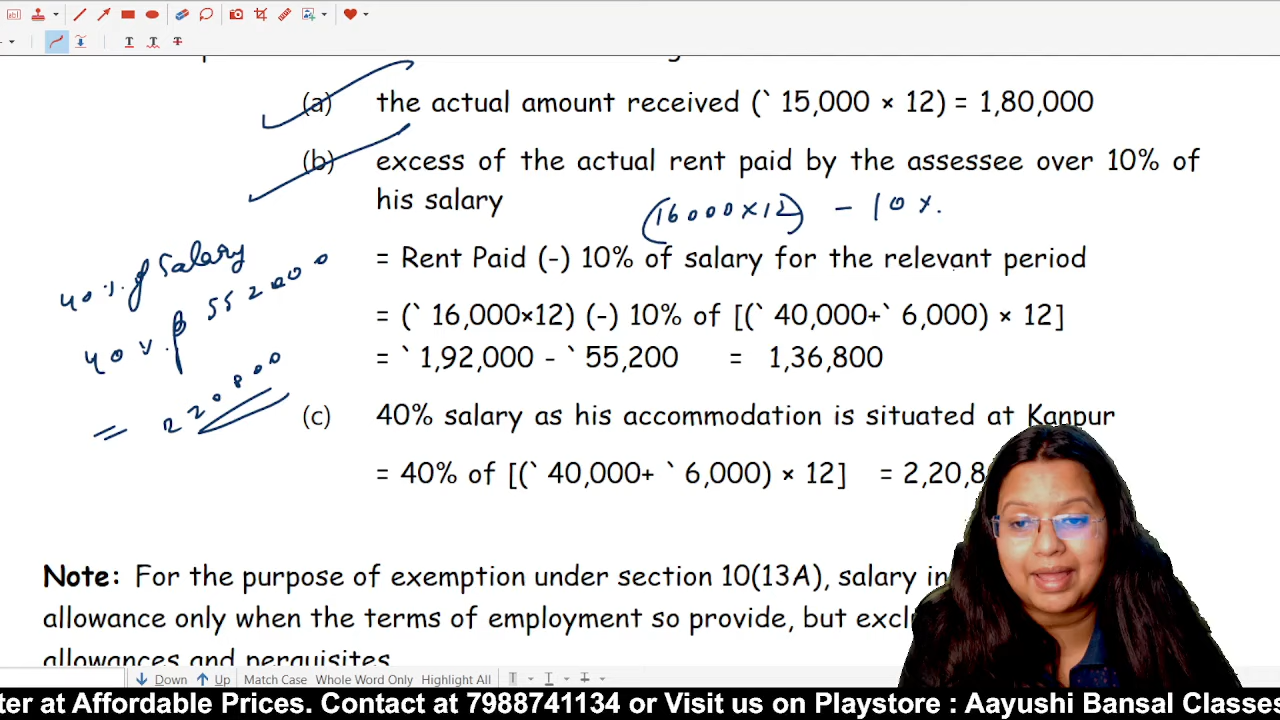 (a) the actual amount received (` 15,000 × 12) = 1,80,000
(b) excess of the actual rent paid by the assessee over 10% of
his salary
(16000×12) - 10%
= Rent Paid (-) 10% of salary for the relevant period
= (` 16,000×12) (-) 10% of [(` 40,000+` 6,000) × 12]
= ` 1,92,000 - ` 55,200 = 1,36,800
40% of Salary
40% of 552000
= 220800
(c) 40% salary as his accommodation is situated at Kanpur
= 40% of [(` 40,000+ ` 6,000) × 12] = 2,20,8
Note: For the purpose of exemption under section 10(13A), salary in
allowance only when the terms of employment so provide, but excl
allowances and perquisites
Down Up Match Case Whole Word Only Highlight All
ter at Affordable Prices. Contact at 7988741134 or Visit us on Playstore : Aayushi Bansal Classes